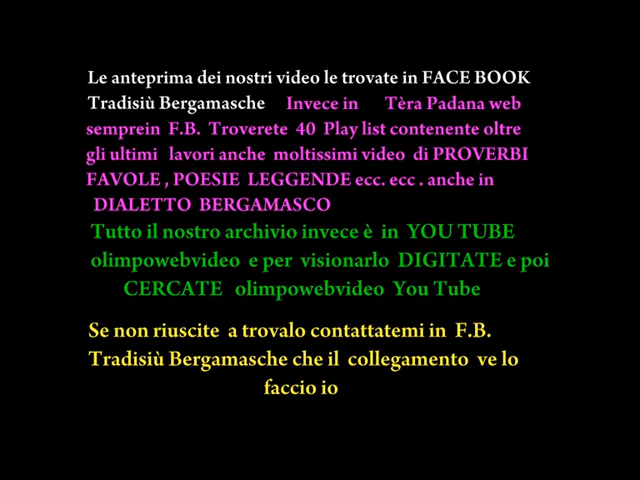 Le anteprima dei nostri video le trovate in FACE BOOK
Tradisiù Bergamasche Invece in Tèra Padana web
semprein F.B. Troverete 40 Play list contenente oltre
gli ultimi lavori anche moltissimi video di PROVERBI
FAVOLE , POESIE LEGGENDE ecc. ecc . anche in
DIALETTO BERGAMASCO
Tutto il nostro archivio invece è in YOU TUBE
olimpowebvideo e per visionarlo DIGITATE e poi
CERCATE olimpowebvideo You Tube
Se non riuscite a trovalo contattatemi in F.B.
Tradisiù Bergamasche che il collegamento ve lo
faccio io